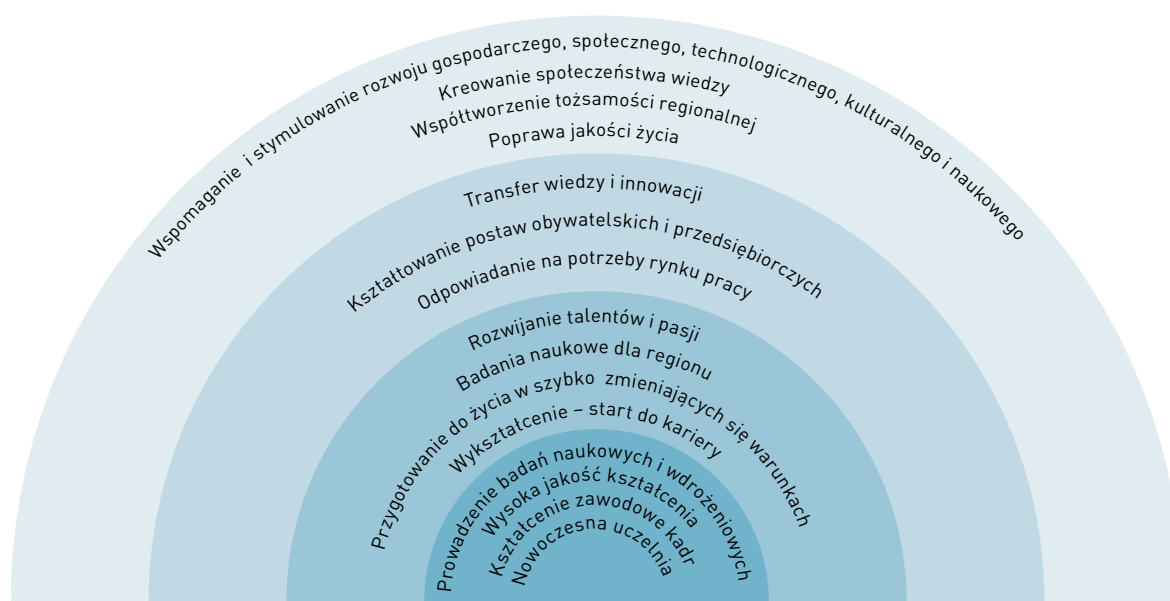 Wspomaganie i stymulowanie rozwoju gospodarczego, społecznego, technologicznego, kulturalnego i naukowego
Kreowanie społeczeństwa wiedzy
Współtworzenie tożsamości regionalnej
Poprawa jakości życia
Transfer wiedzy i innowacji
Kształtowanie postaw obywatelskich i przedsiębiorczych
Odpowiadanie na potrzeby rynku pracy
Rozwijanie talentów i pasji
Badania naukowe dla regionu
Przygotowanie do życia w szybko zmieniających się warunkach
Wykształcenie – start do kariery
Prowadzenie badań naukowych i wdrożeniowych
Wysoka jakość kształcenia
Kształcenie zawodowe kadr
Nowoczesna uczelnia